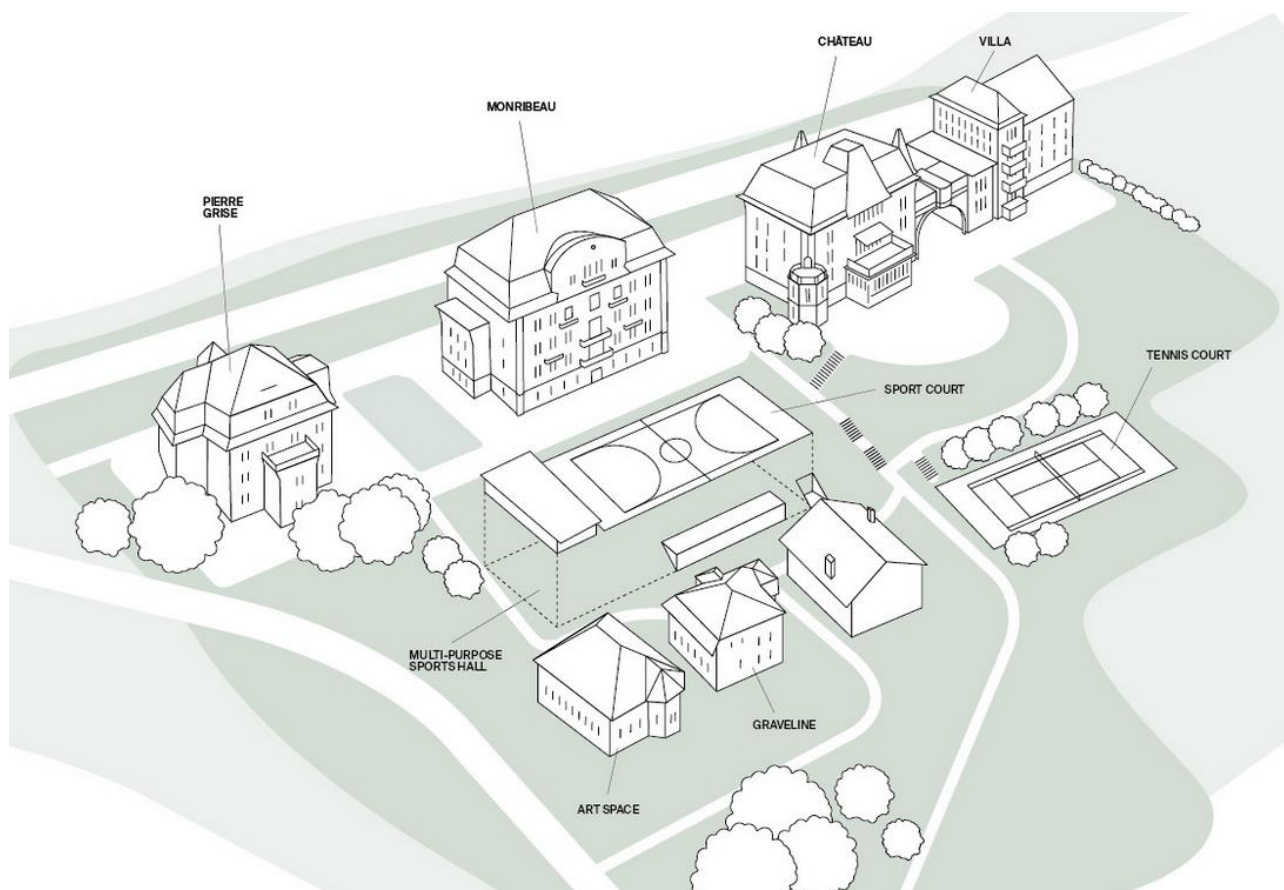 CHÂTEAU
VILLA
MONRIBEAU
PIERRE
GRISE
TENNIS COURT
SPORT COURT
MULTI-PURPOSE
SPORTS HALL
GRAVELINE
ART SPACE